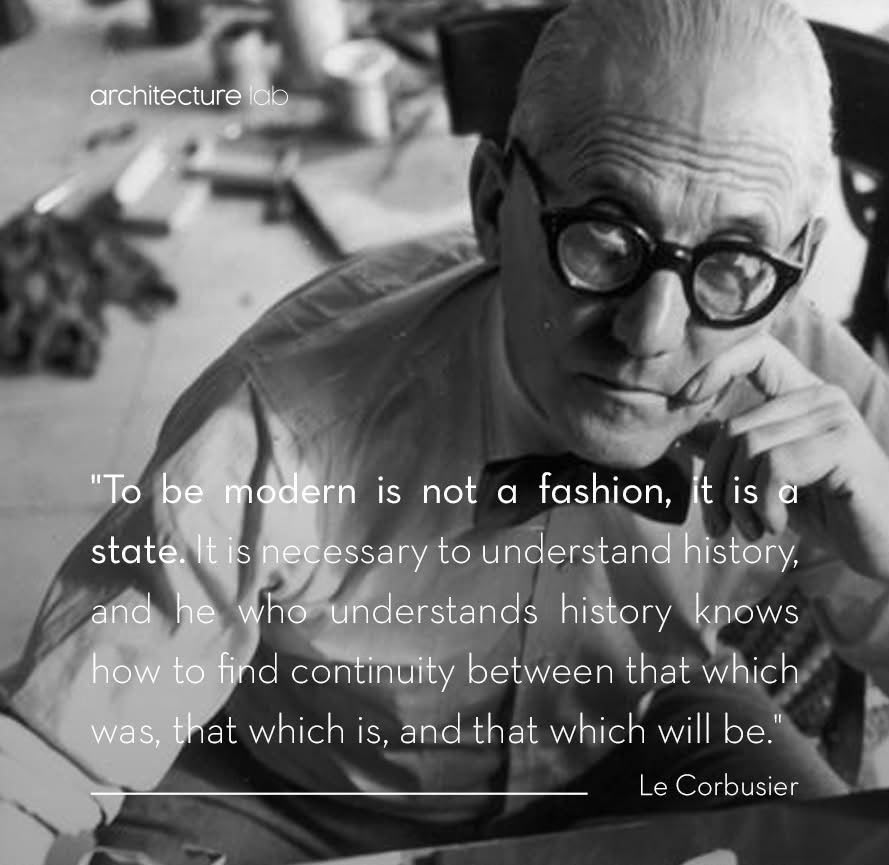 architecture lab
"To be modern is not a fashion, it is a
state. It is necessary to understand history,
and he who understands history knows
how to find continuity between that which
was, that which is, and that which will be."
Le Corbusier